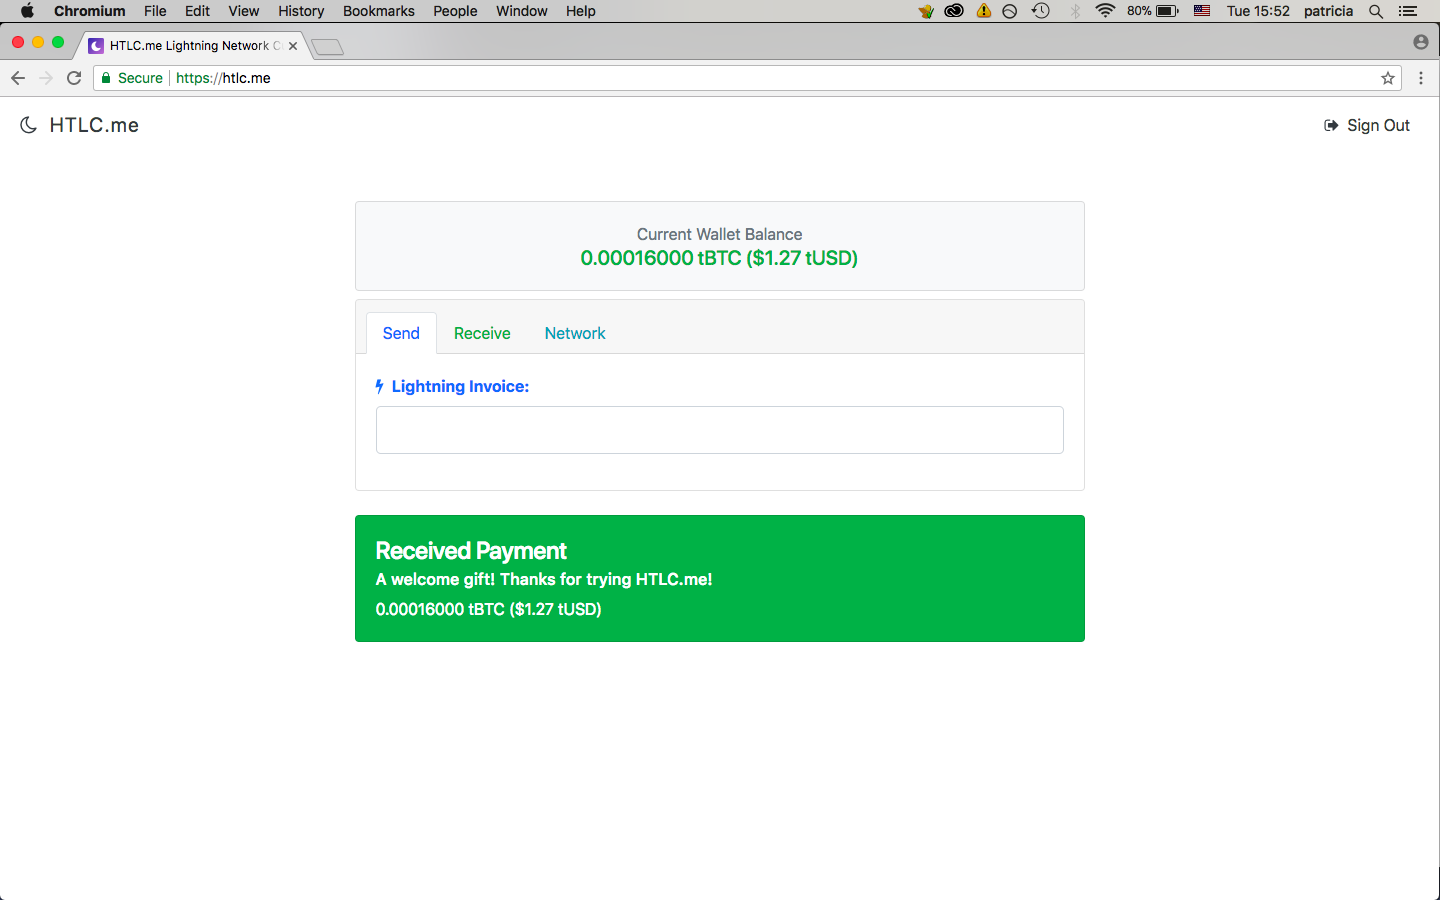 Chromium File Edit View History Bookmarks People Window Help 80% Tue 15:52 patricia
HTLC.me Lightning Network C
Secure https://htlc.me
HTLC.me Sign Out
Current Wallet Balance
0.00016000 tBTC ($1.27 tUSD)
Send Receive Network
Lightning Invoice:
Received Payment
A welcome gift! Thanks for trying HTLC.me!
0.00016000 tBTC ($1.27 tUSD)